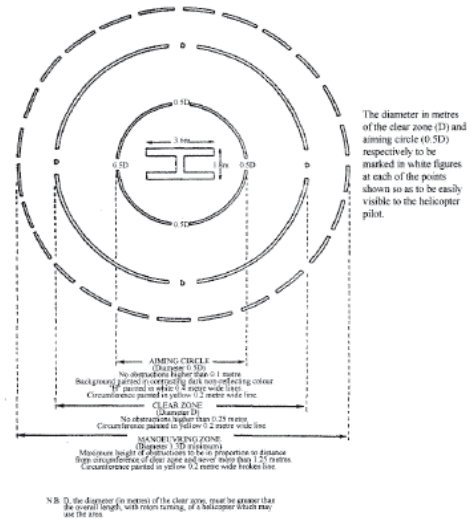 0.5D
D
3.6m
1.8m
0.5D
0.5D
D
D
0.5D
D
The diameter in metres
of the clear zone (D) and
aiming circle (0.5D)
respectively to be
marked in white figures
at each of the points
shown so as to be easily
visible to the helicopter
pilot.
AIMING CIRCLE
(Diameter 0.5D)
No obstructions higher than 0.1 metre
Background painted in contrasting dark non-reflecting colour
"H" painted in white 0.4 metre wide lines
Circumference painted in yellow 0.2 metre wide line.
CLEAR ZONE
(Diameter D)
No obstructions higher than 0.25 metre
Circumference painted in yellow 0.2 metre wide line.
MANOEUVRING ZONE
(Diameter 1.3D minimum)
Maximum height of obstructions to be in proportion to distance
from circumference of clear zone and never more than 1.25 metres
Circumference painted in yellow 0.2 metre wide broken line.
N.B. D, the diameter (in metres) of the clear zone, must be greater than
the overall length, with rotors turning, of a helicopter which may
use the area.